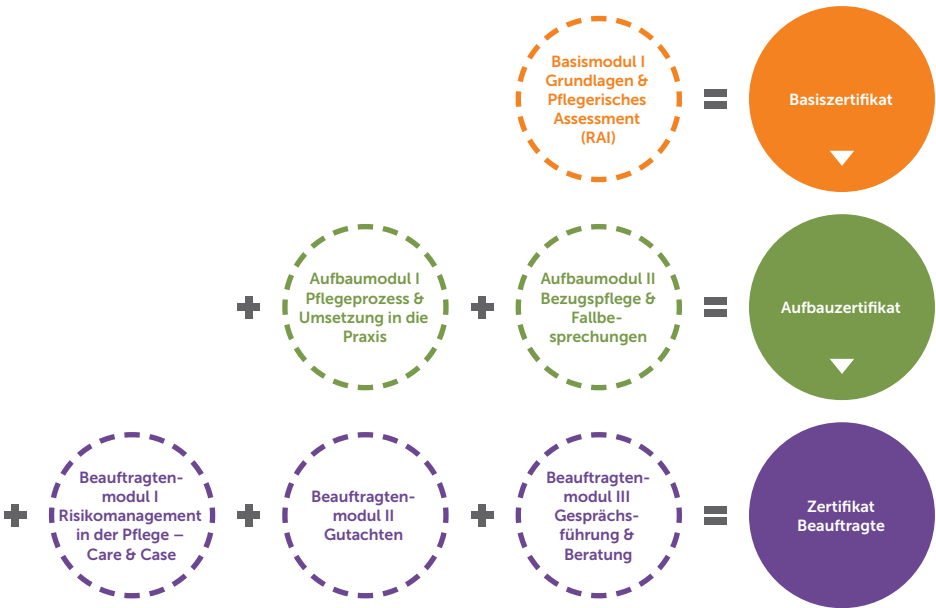 Basismodul I
Grundlagen &
Pflegerisches
Assessment
(RAI)
=
Basiszertifikat
+
Aufbaumodul I
Pflegeprozess &
Umsetzung in die
Praxis
+
Aufbaumodul II
Bezugspflege &
Fallbe-
sprechungen
=
Aufbauzertifikat
+
Beauftragten-
modul I
Risikomanagement
in der Pflege –
Care & Case
+
Beauftragten-
modul II
Gutachten
+
Beauftragten-
modul III
Gesprächs-
führung &
Beratung
=
Zertifikat
Beauftragte